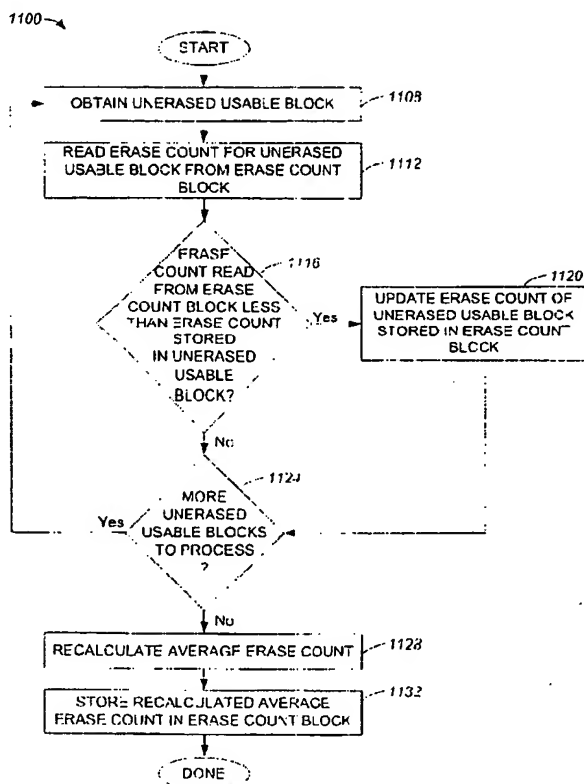 1100
START
OBTAIN UNERASED USABLE BLOCK
1108
READ ERASE COUNT FOR UNERASED
USABLE BLOCK FROM ERASE COUNT
BLOCK
1112
ERASE
COUNT READ
FROM ERASE
COUNT BLOCK LESS
THAN ERASE COUNT
STORED
IN UNERASED
USABLE
BLOCK?
1116
Yes
1120
UPDATE ERASE COUNT OF
UNERASED USABLE BLOCK
STORED IN ERASE COUNT
BLOCK
No
1124
MORE
UNERASED
USABLE BLOCKS
TO PROCESS
?
Yes
No
RECALCULATE AVERAGE ERASE COUNT
1128
STORE RECALCULATED AVERAGE
ERASE COUNT IN ERASE COUNT BLOCK
1132
DONE